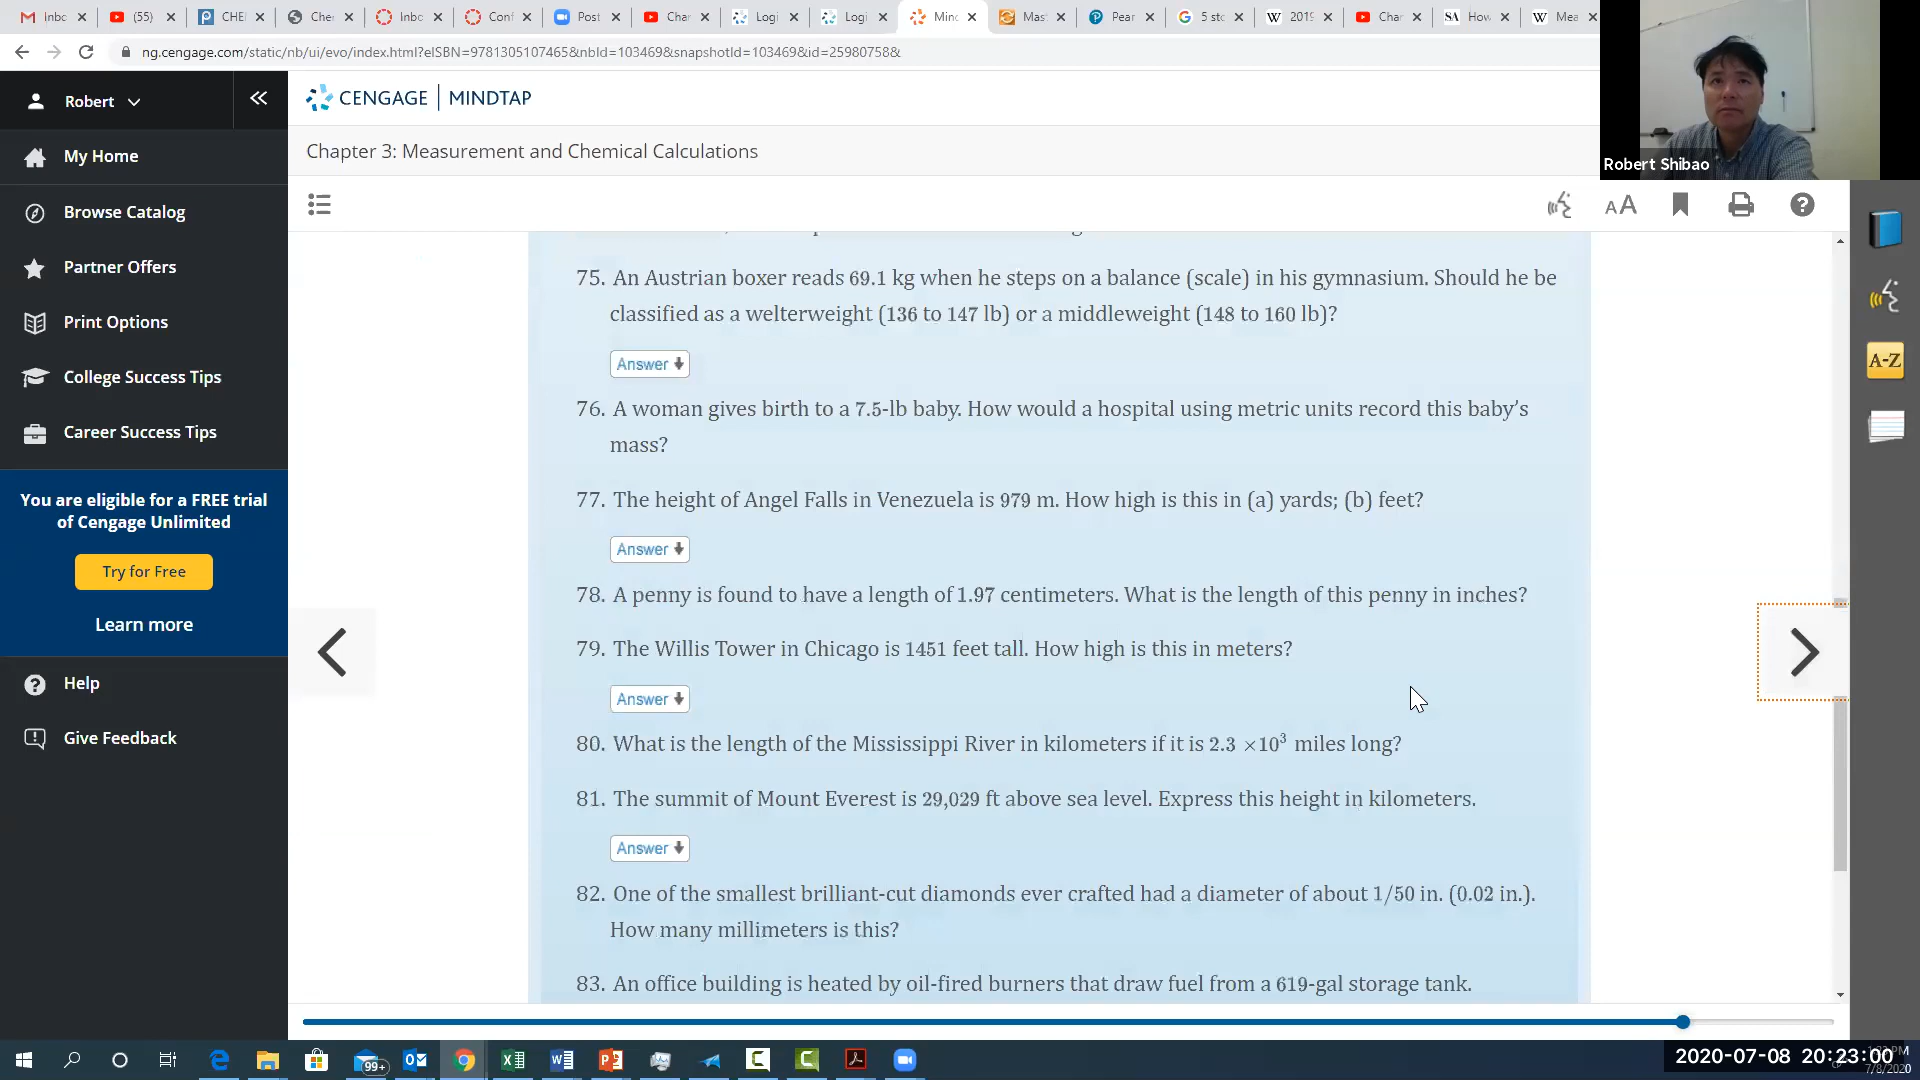 Inbc
(55)
CHEI
Cher
Inbc
Conf
Post
Char
Logi
Logi
Minc
Mas
Pear
5 stc
2019
Char
How
Mea
ng.cengage.com/static/nb/ui/evo/index.html?eISBN=9781305107465&nbId=103469&snapshotId=103469&id=25980758&
Robert
CENGAGE | MINDTAP
Robert Shibao
Chapter 3: Measurement and Chemical Calculations
My Home
Browse Catalog
Partner Offers
Print Options
College Success Tips
Career Success Tips
You are eligible for a FREE trial
of Cengage Unlimited
Try for Free
Learn more
Help
Give Feedback
AA
A-Z
75. An Austrian boxer reads 69.1 kg when he steps on a balance (scale) in his gymnasium. Should he be
classified as a welterweight (136 to 147 lb) or a middleweight (148 to 160 lb)?
Answer
76. A woman gives birth to a 7.5-lb baby. How would a hospital using metric units record this baby’s
mass?
77. The height of Angel Falls in Venezuela is 979 m. How high is this in (a) yards; (b) feet?
Answer
78. A penny is found to have a length of 1.97 centimeters. What is the length of this penny in inches?
79. The Willis Tower in Chicago is 1451 feet tall. How high is this in meters?
Answer
80. What is the length of the Mississippi River in kilometers if it is 2.3 ×10³ miles long?
81. The summit of Mount Everest is 29,029 ft above sea level. Express this height in kilometers.
Answer
82. One of the smallest brilliant-cut diamonds ever crafted had a diameter of about 1/50 in. (0.02 in.).
How many millimeters is this?
83. An office building is heated by oil-fired burners that draw fuel from a 619-gal storage tank.
99+
2020-07-08 20:23:00
7/8/2020